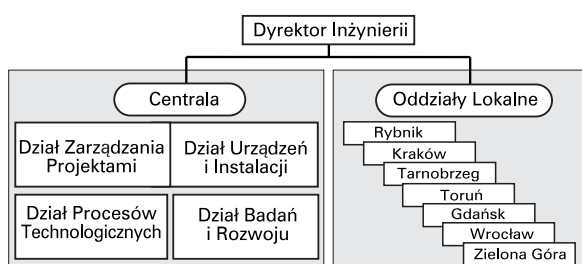 Dyrektor Inżynierii
Centrala
Dział Zarządzania
Projektami
Dział Urządzeń
i Instalacji
Dział Procesów
Technologicznych
Dział Badań
i Rozwoju
Oddziały Lokalne
Rybnik
Kraków
Tarnobrzeg
Toruń
Gdańsk
Wrocław
Zielona Góra